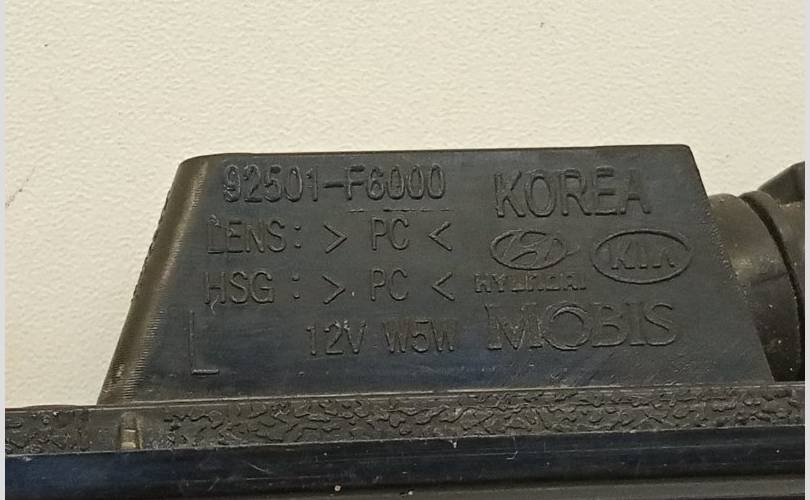 92501-F6000
LENS: > PC <
HSG : > PC <
L
12V W5W
KOREA
HYUNDAI
KIA
MOBIS